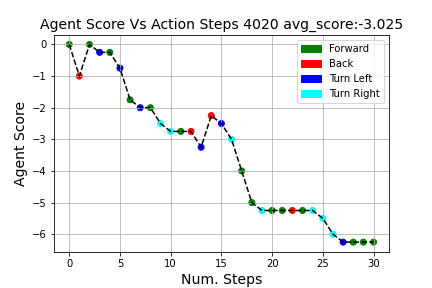 Agent Score Vs Action Steps 4020 avg_score:-3.025
Forward
Back
Turn Left
Turn Right
Agent Score
0
−1
−2
−3
−4
−5
−6
0 5 10 15 20 25 30
Num. Steps